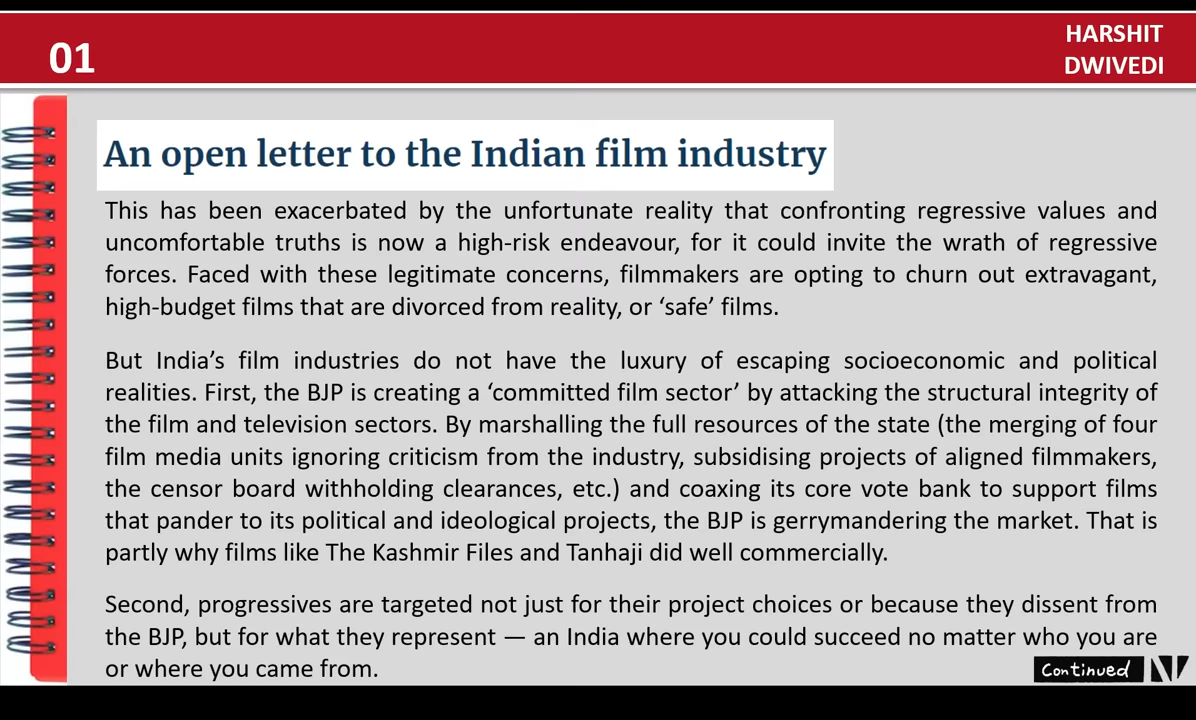 01
HARSHIT
DWIVEDI
An open letter to the Indian film industry
This has been exacerbated by the unfortunate reality that confronting regressive values and
uncomfortable truths is now a high-risk endeavour, for it could invite the wrath of regressive
forces. Faced with these legitimate concerns, filmmakers are opting to churn out extravagant,
high-budget films that are divorced from reality, or ‘safe’ films.
But India’s film industries do not have the luxury of escaping socioeconomic and political
realities. First, the BJP is creating a ‘committed film sector’ by attacking the structural integrity of
the film and television sectors. By marshalling the full resources of the state (the merging of four
film media units ignoring criticism from the industry, subsidising projects of aligned filmmakers,
the censor board withholding clearances, etc.) and coaxing its core vote bank to support films
that pander to its political and ideological projects, the BJP is gerrymandering the market. That is
partly why films like The Kashmir Files and Tanhaji did well commercially.
Second, progressives are targeted not just for their project choices or because they dissent from
the BJP, but for what they represent — an India where you could succeed no matter who you are
or where you came from.
Continued